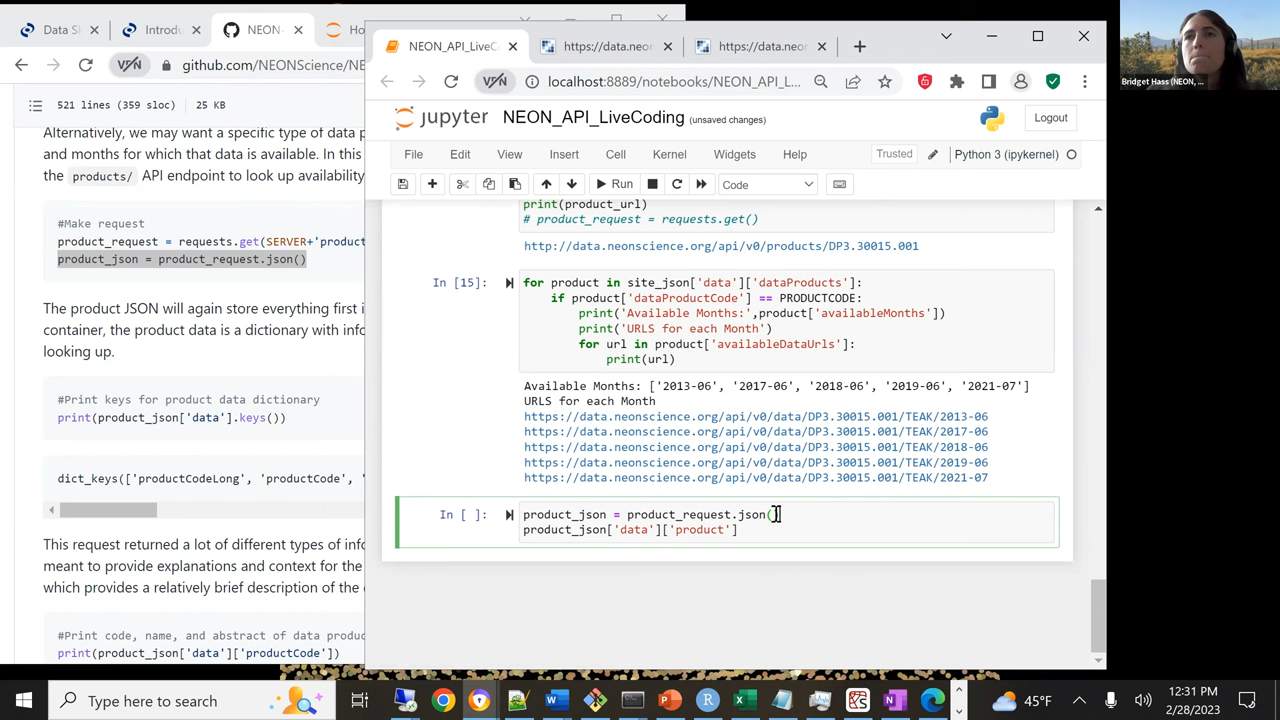 Data Sk
Introdu
NEON-
Ho
github.com/NEONScience/NE
521 lines (359 sloc)
25 KB
Alternatively, we may want a specific type of data p
and months for which that data is available. In this
the products/ API endpoint to look up availability
#Make request
product_request = requests.get(SERVER+'product
product_json = product_request.json()
The product JSON will again store everything first i
container, the product data is a dictionary with info
looking up.
#Print keys for product data dictionary
print(product_json['data'].keys())
dict_keys(['productCodeLong', 'productCode', '
This request returned a lot of different types of info
meant to provide explanations and context for the
which provides a relatively brief description of the
#Print code, name, and abstract of data produc
print(product_json['data']['productCode'])
NEON_API_LiveC
https://data.neon
https://data.neon
localhost:8889/notebooks/NEON_API_L...
jupyter
NEON_API_LiveCoding
(unsaved changes)
Logout
File
Edit
View
Insert
Cell
Kernel
Widgets
Help
Trusted
Python 3 (ipykernel)
Run
Code
print(product_url)
# product_request = requests.get()
http://data.neonscience.org/api/v0/products/DP3.30015.001
In [15]:
for product in site_json['data']['dataProducts']:
if product['dataProductCode'] == PRODUCTCODE:
print('Available Months:',product['availableMonths'])
print('URLS for each Month')
for url in product['availableDataUrls']:
print(url)
Available Months: ['2013-06', '2017-06', '2018-06', '2019-06', '2021-07']
URLS for each Month
https://data.neonscience.org/api/v0/data/DP3.30015.001/TEAK/2013-06
https://data.neonscience.org/api/v0/data/DP3.30015.001/TEAK/2017-06
https://data.neonscience.org/api/v0/data/DP3.30015.001/TEAK/2018-06
https://data.neonscience.org/api/v0/data/DP3.30015.001/TEAK/2019-06
https://data.neonscience.org/api/v0/data/DP3.30015.001/TEAK/2021-07
In [ ]:
product_json = product_request.json()
product_json['data']['product']
Bridget Hass (NEON, ...
Type here to search
45°F
12:31 PM
2/28/2023